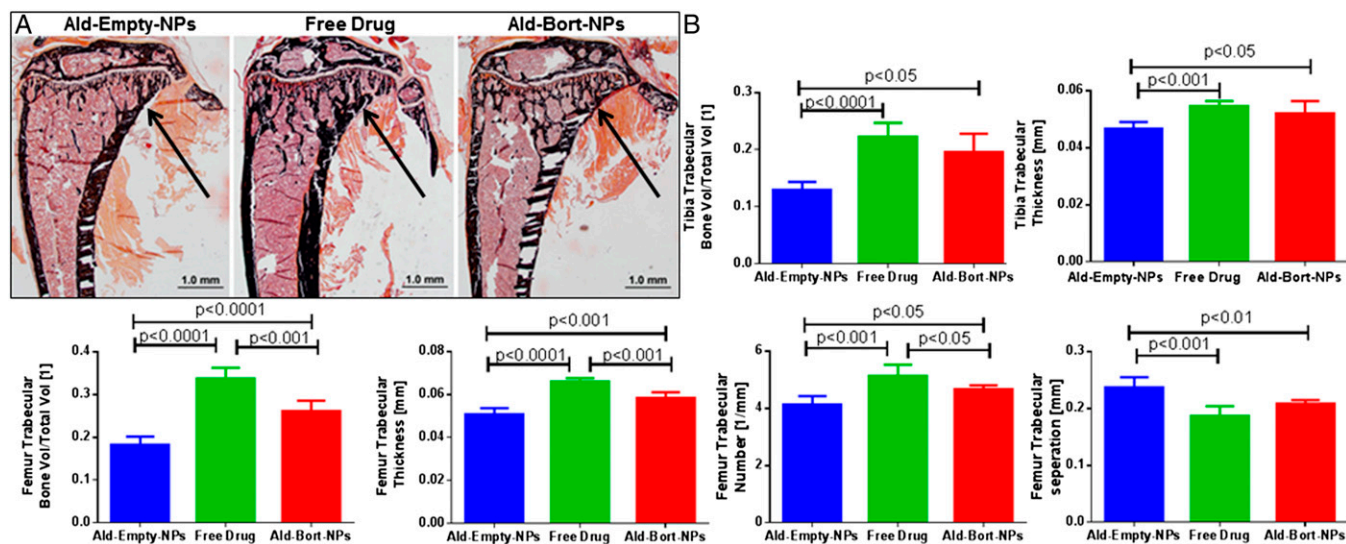 A
Ald-Empty-NPs
Free Drug
Ald-Bort-NPs
1.0 mm
1.0 mm
1.0 mm
B
Tibia Trabecular
Bone Vol/Total Vol [1]
0.3
0.2
0.1
0.0
p<0.05
p<0.0001
Ald-Empty-NPs
Free Drug
Ald-Bort-NPs
Tibia Trabecular
Thickness [mm]
0.06
0.04
0.02
0.00
p<0.05
p<0.001
Ald-Empty-NPs
Free Drug
Ald-Bort-NPs
Femur Trabecular
Bone Vol/Total Vol [1]
0.4
0.3
0.2
0.1
0.0
p<0.0001
p<0.0001
p<0.001
Ald-Empty-NPs
Free Drug
Ald-Bort-NPs
Femur Trabecular
Thickness [mm]
0.08
0.06
0.04
0.02
0.00
p<0.001
p<0.0001
p<0.001
Ald-Empty-NPs
Free Drug
Ald-Bort-NPs
Femur Trabecular
Number [1/mm]
6
4
2
0
p<0.05
p<0.001
p<0.05
Ald-Empty-NPs
Free Drug
Ald-Bort-NPs
Femur Trabecular
seperation [mm]
0.3
0.2
0.1
0.0
p<0.01
p<0.001
Ald-Empty-NPs
Free Drug
Ald-Bort-NPs